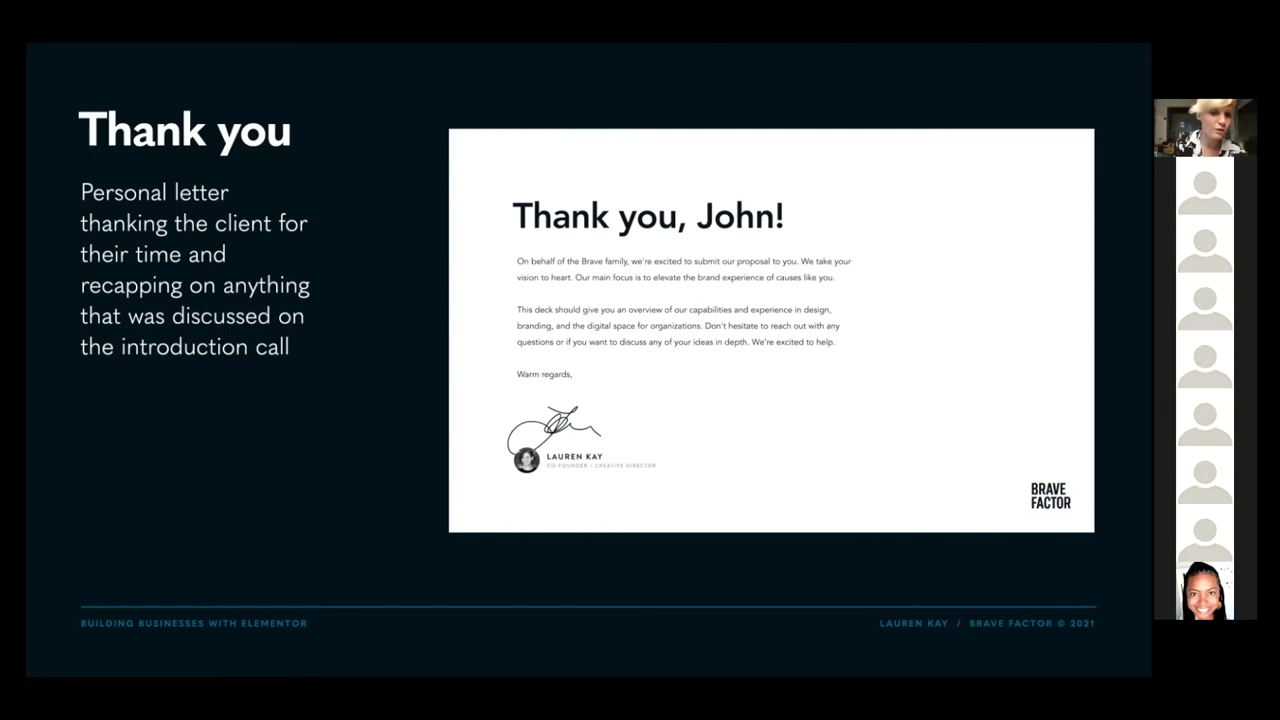 Thank you
Personal letter
thanking the client for
their time and
recapping on anything
that was discussed on
the introduction call
Thank you, John!
On behalf of the Brave family, we're excited to submit our proposal to you. We take your
vision to heart. Our main focus is to elevate the brand experience of causes like you.
This deck should give you an overview of our capabilities and experience in design,
branding, and the digital space for organizations. Don't hesitate to reach out with any
questions or if you want to discuss any of your ideas in depth. We're excited to help.
Warm regards,
LAUREN KAY
CO-FOUNDER + CREATIVE DIRECTOR
BRAVE
FACTOR
BUILDING BUSINESSES WITH ELEMENTOR
LAUREN KAY / BRAVE FACTOR © 2021